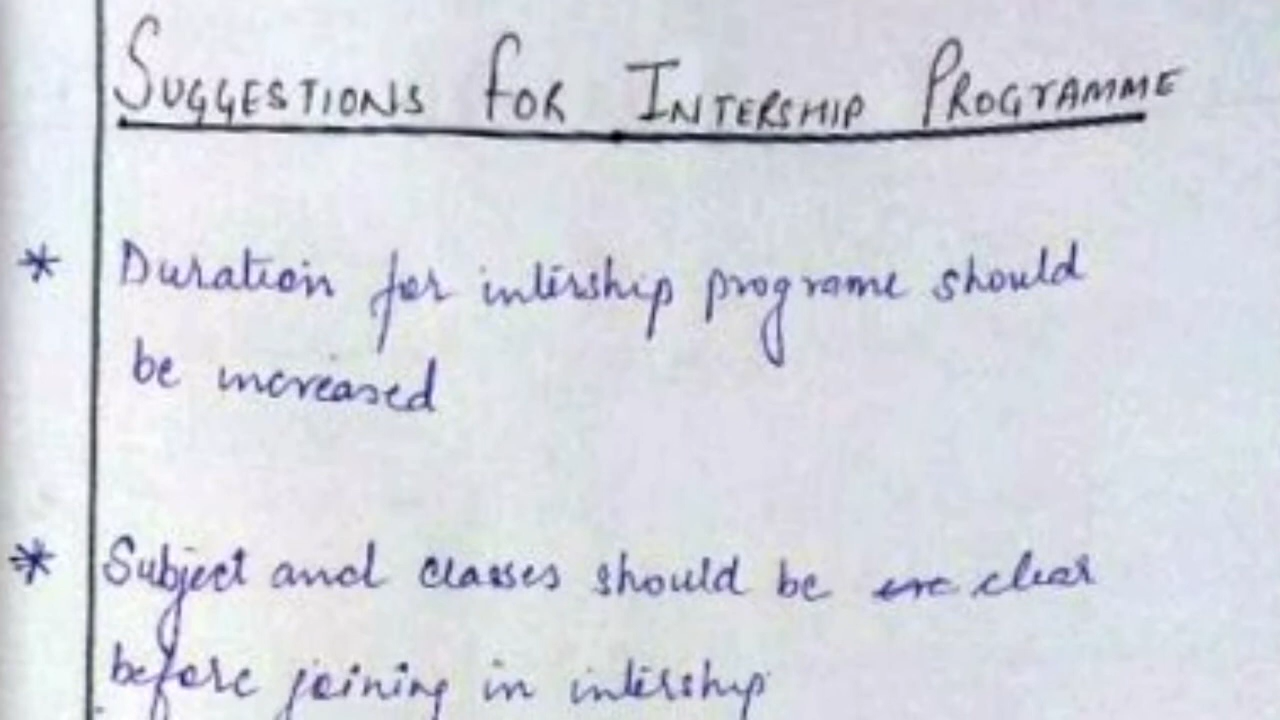 SUGGESTIONS FOR INTERSHIP PROGRAMME
* Duration for intership programe should
be increased
* Subject and classes should be clear
before joining in intership